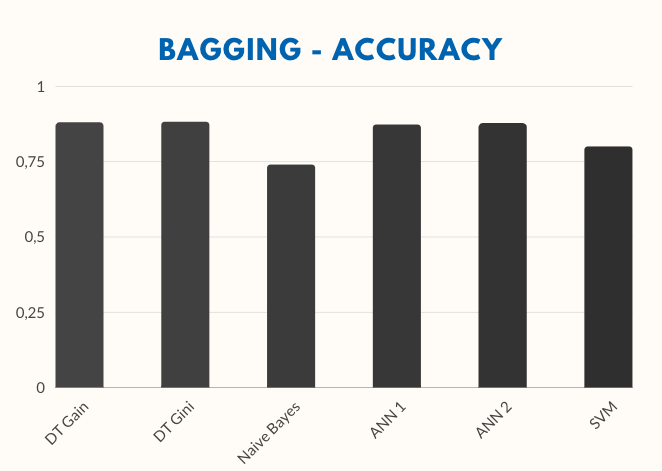 BAGGING - ACCURACY
1
0,75
0,5
0,25
0
DT Gain
DT Gini
Naive Bayes
ANN 1
ANN 2
SVM